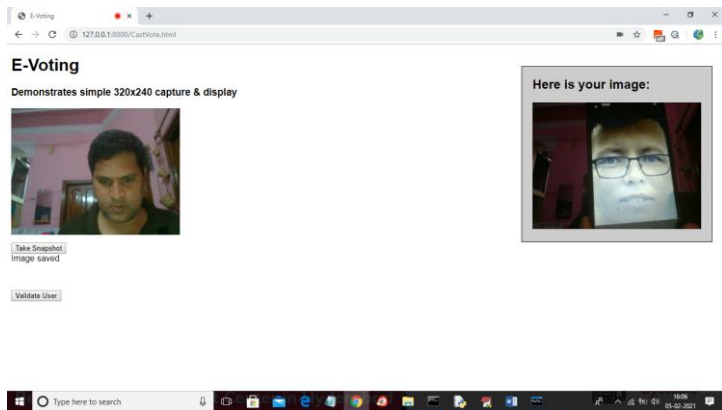 E-Voting
127.0.0.1:8000/CastVote.html
E-Voting
Demonstrates simple 320x240 capture & display
Here is your image:
Take Snapshot
Image saved
Validate User
Type here to search
16:06
05-02-2021